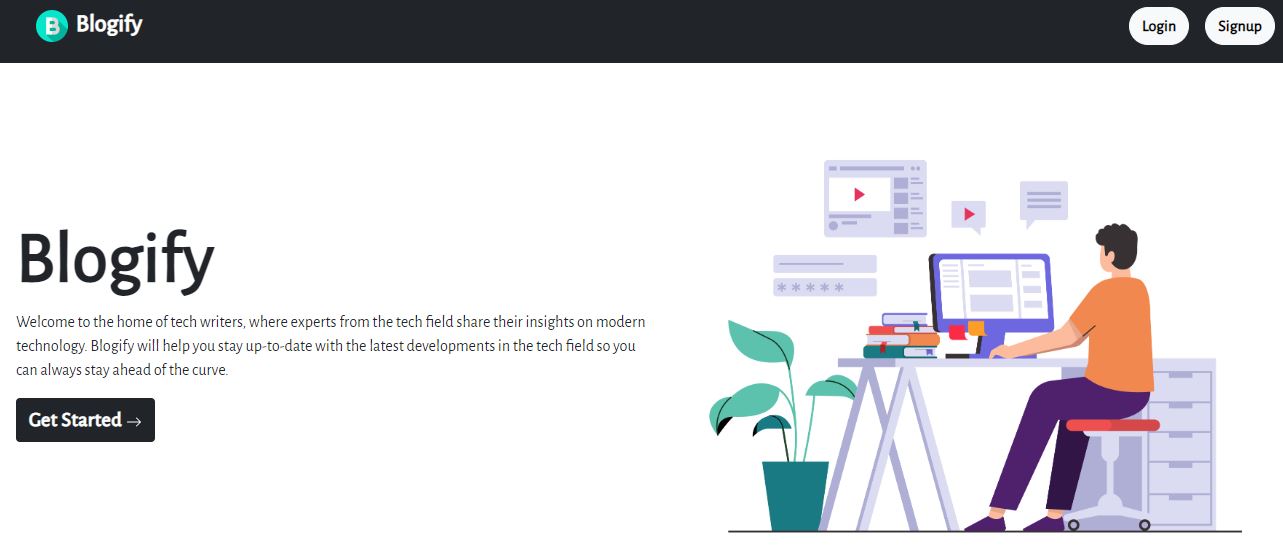 Blogify
Login
Signup
Blogify
Welcome to the home of tech writers, where experts from the tech field share their insights on modern
technology. Blogify will help you stay up-to-date with the latest developments in the tech field so you
can always stay ahead of the curve.
Get Started →